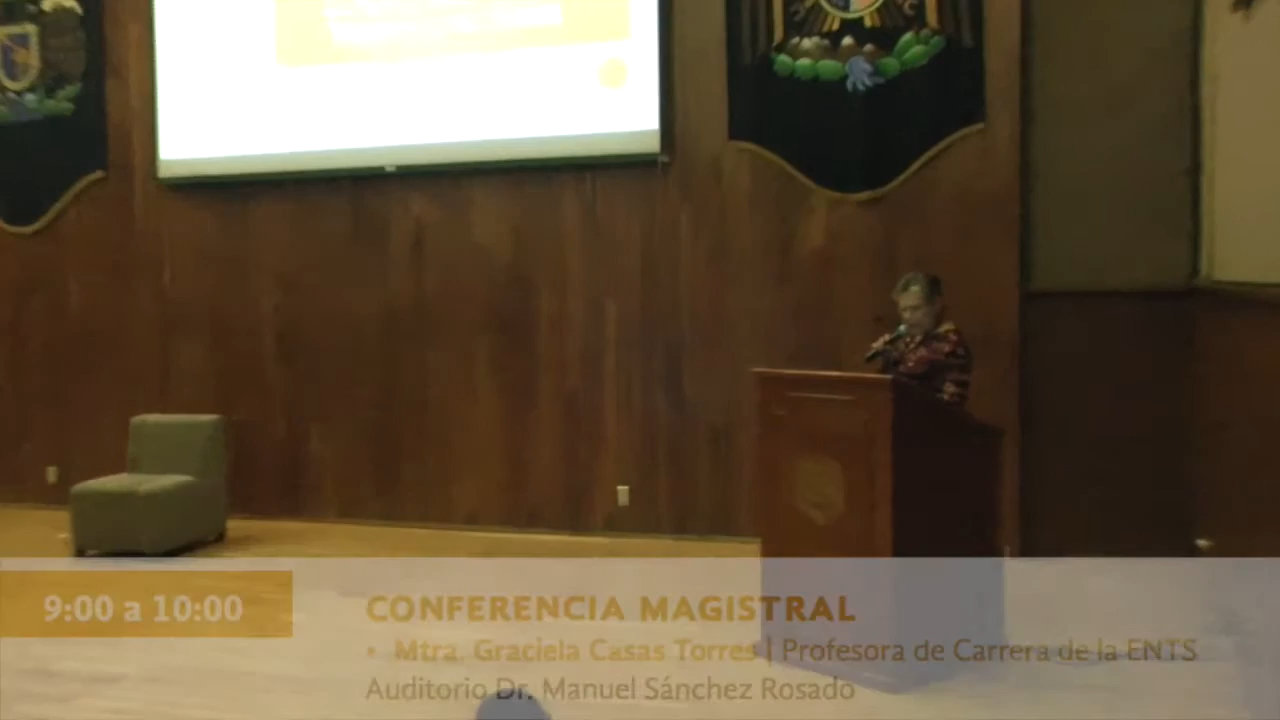 9:00 a 10:00
CONFERENCIA MAGISTRAL
• Mtra. Graciela Casas Torres | Profesora de Carrera de la ENTS
Auditorio Dr. Manuel Sánchez Rosado